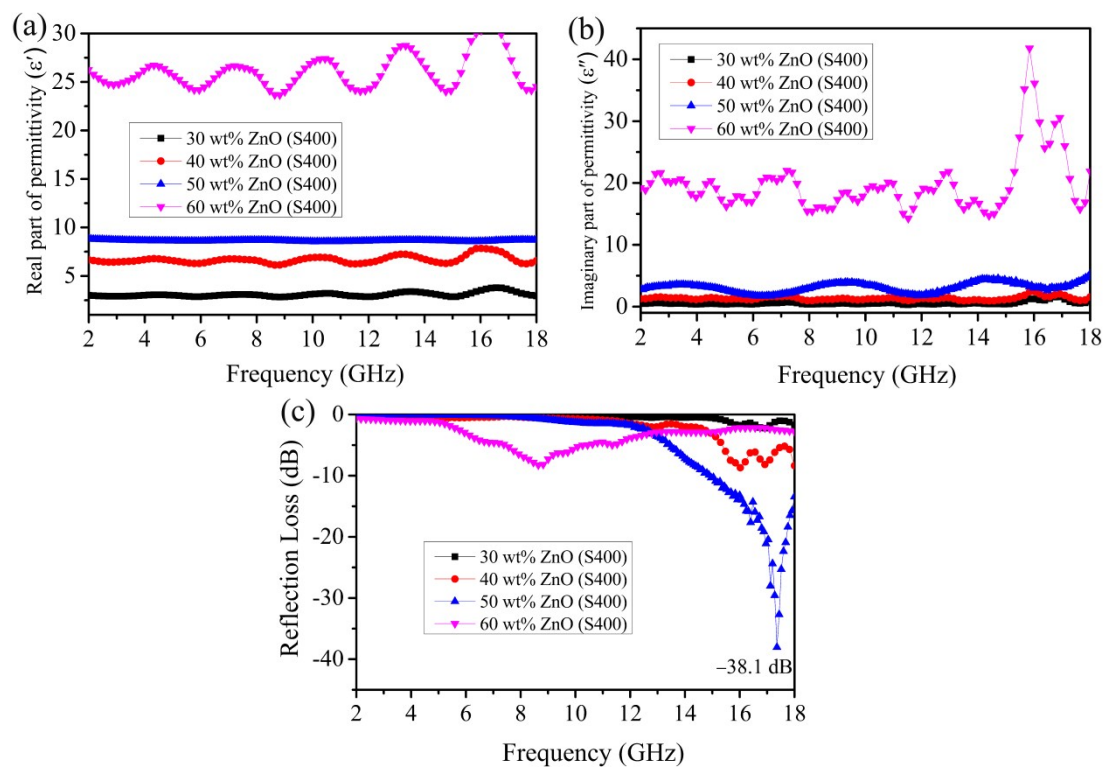 (a)
30
25
20
15
10
5
Real part of permittivity (ε′)
30 wt% ZnO (S400)
40 wt% ZnO (S400)
50 wt% ZnO (S400)
60 wt% ZnO (S400)
2 4 6 8 10 12 14 16 18
Frequency (GHz)
(b)
40
30
20
10
0
Imaginary part of permittivity (ε″)
30 wt% ZnO (S400)
40 wt% ZnO (S400)
50 wt% ZnO (S400)
60 wt% ZnO (S400)
2 4 6 8 10 12 14 16 18
Frequency (GHz)
(c)
0
-10
-20
-30
-40
Reflection Loss (dB)
30 wt% ZnO (S400)
40 wt% ZnO (S400)
50 wt% ZnO (S400)
60 wt% ZnO (S400)
–38.1 dB
2 4 6 8 10 12 14 16 18
Frequency (GHz)